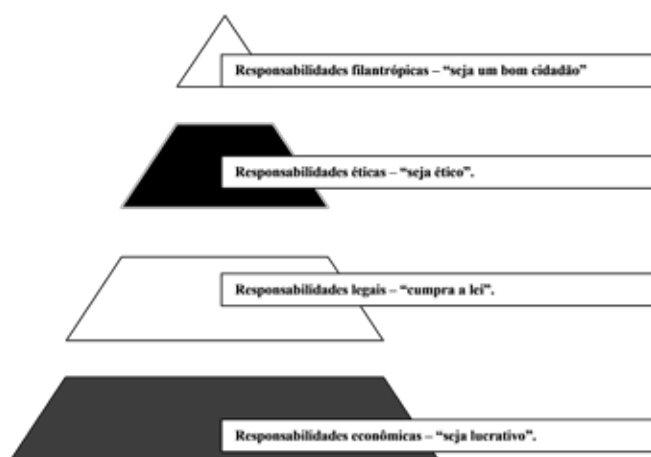 Responsabilidades filantrópicas – “seja um bom cidadão”
Responsabilidades éticas – “seja ético”.
Responsabilidades legais – “cumpra a lei”.
Responsabilidades econômicas – “seja lucrativo”.